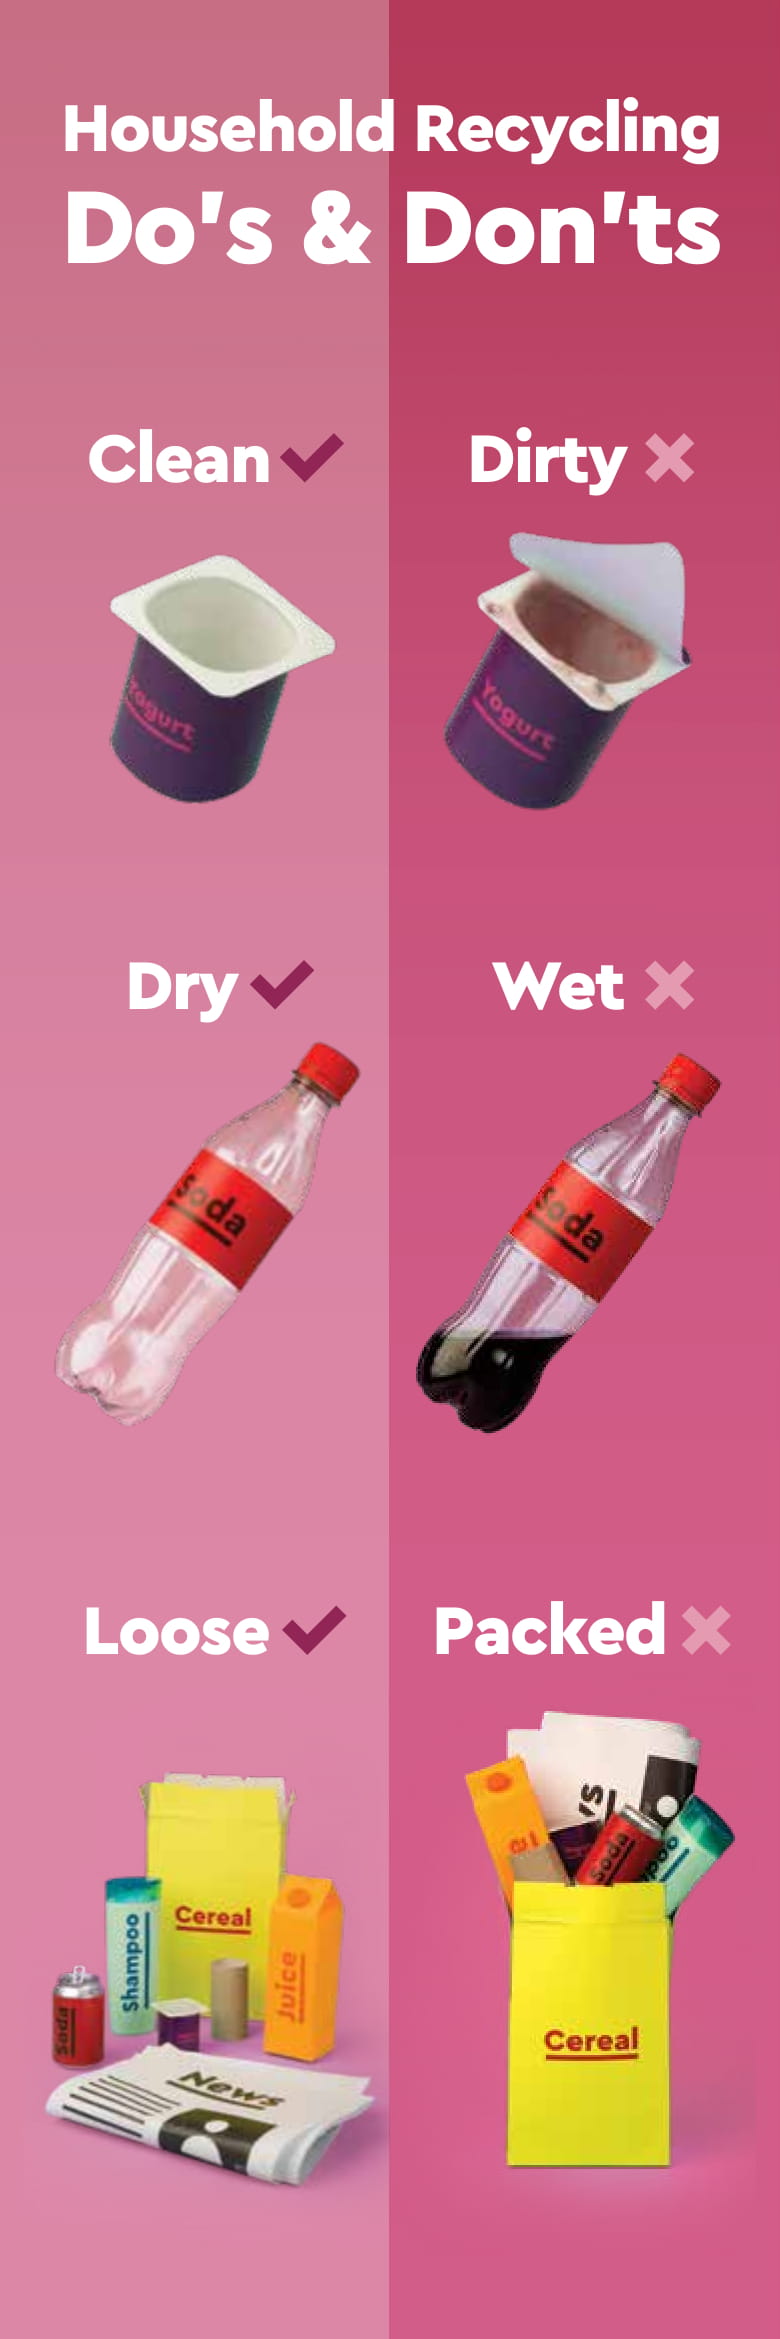 Household Recycling
Do's & Don'ts
Clean
Dirty
Yogurt
Yogurt
Dry
Wet
Soda
Soda
Loose
Packed
Cereal
Shampoo
Juice
Soda
News
Soda
Cereal